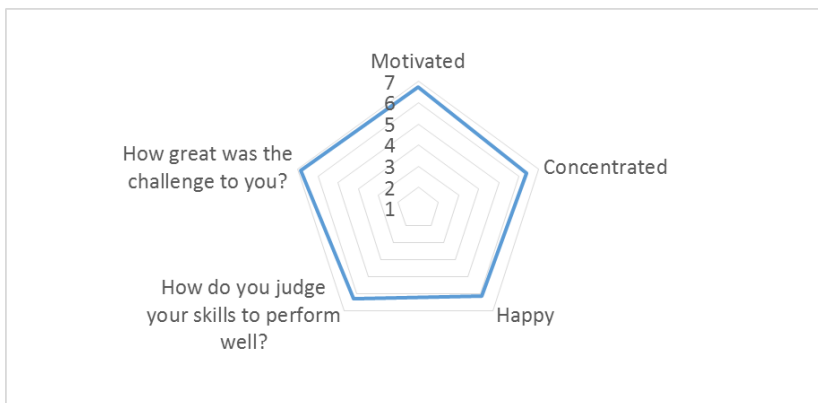 Motivated
7
6
5
4
3
2
1
How great was the
challenge to you?
Concentrated
How do you judge
your skills to perform
well?
Happy